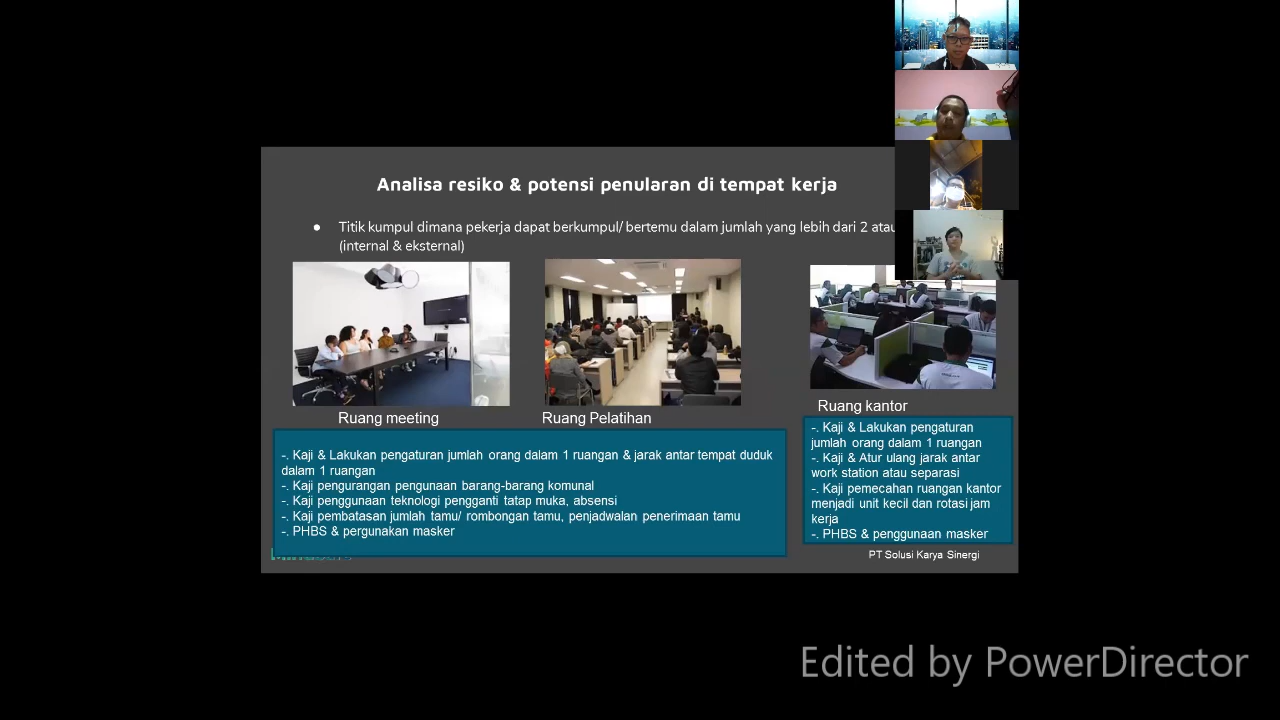 Analisa resiko & potensi penularan di tempat kerja
● Titik kumpul dimana pekerja dapat berkumpul/ bertemu dalam jumlah yang lebih dari 2 atau
(internal & eksternal)
Ruang meeting
Ruang Pelatihan
Ruang kantor
-. Kaji & Lakukan pengaturan jumlah orang dalam 1 ruangan & jarak antar tempat duduk
dalam 1 ruangan
-. Kaji pengurangan pengunaan barang-barang komunal
-. Kaji penggunaan teknologi pengganti tatap muka, absensi
-. Kaji pembatasan jumlah tamu/ rombongan tamu, penjadwalan penerimaan tamu
-. PHBS & pergunakan masker
-. Kaji & Lakukan pengaturan
jumlah orang dalam 1 ruangan
-. Kaji & Atur ulang jarak antar
work station atau separasi
-. Kaji pemecahan ruangan kantor
menjadi unit kecil dan rotasi jam
kerja
-. PHBS & penggunaan masker
PT Solusi Karya Sinergi
Edited by PowerDirector